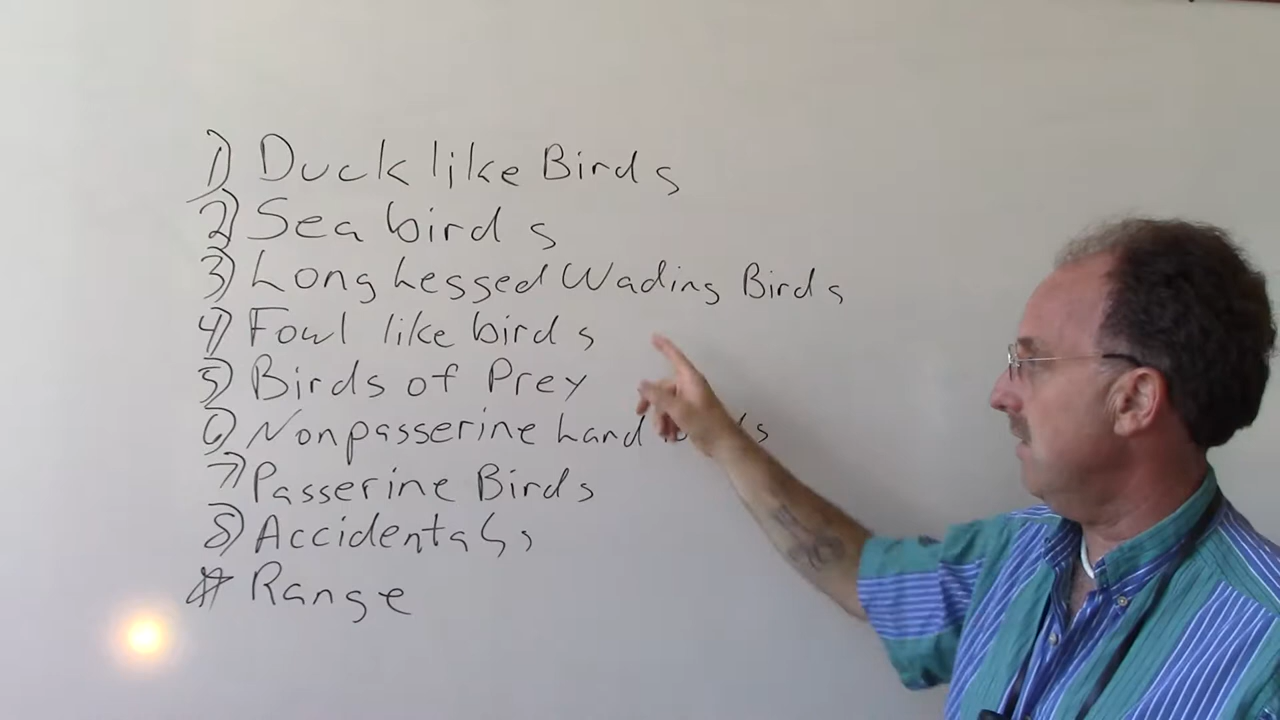 1) Duck like Birds
2) Sea birds
3) Long Legged Wading Birds
4) Fowl like birds
5) Birds of Prey
6) Nonpasserine Land
7) Passerine Birds
8) Accidentals
* Range